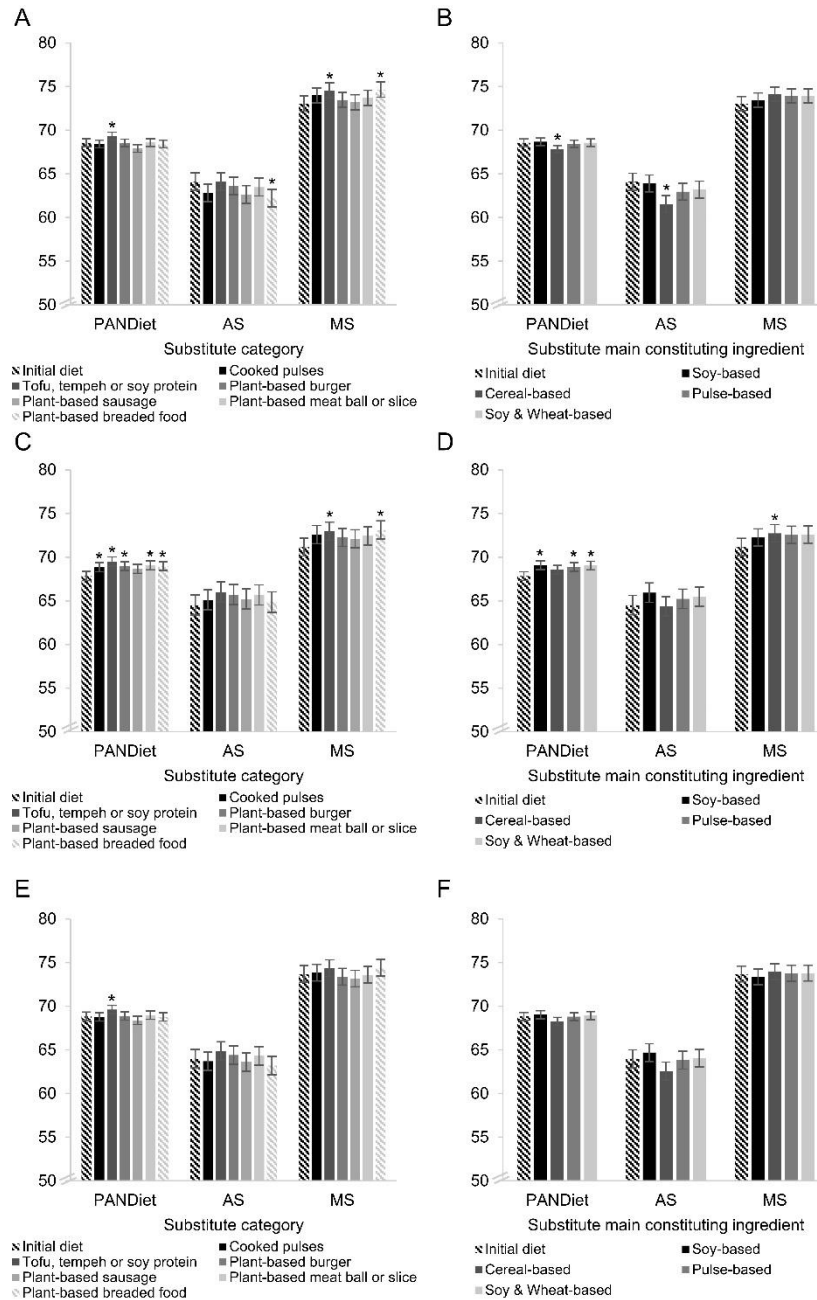 A
80
75
70
65
60
55
50
* * * *
PANDiet AS MS
Substitute category
Initial diet Cooked pulses
Tofu, tempeh or soy protein Plant-based burger
Plant-based sausage Plant-based meat ball or slice
Plant-based breaded food
B
80
75
70
65
60
55
50
* *
PANDiet AS MS
Substitute main constituting ingredient
Initial diet Soy-based
Cereal-based Pulse-based
Soy & Wheat-based
C
80
75
70
65
60
55
50
* * * * * * *
PANDiet AS MS
Substitute category
Initial diet Cooked pulses
Tofu, tempeh or soy protein Plant-based burger
Plant-based sausage Plant-based meat ball or slice
Plant-based breaded food
D
80
75
70
65
60
55
50
* * * *
PANDiet AS MS
Substitute main constituting ingredient
Initial diet Soy-based
Cereal-based Pulse-based
Soy & Wheat-based
E
80
75
70
65
60
55
50
*
PANDiet AS MS
Substitute category
Initial diet Cooked pulses
Tofu, tempeh or soy protein Plant-based burger
Plant-based sausage Plant-based meat ball or slice
Plant-based breaded food
F
80
75
70
65
60
55
50
PANDiet AS MS
Substitute main constituting ingredient
Initial diet Soy-based
Cereal-based Pulse-based
Soy & Wheat-based